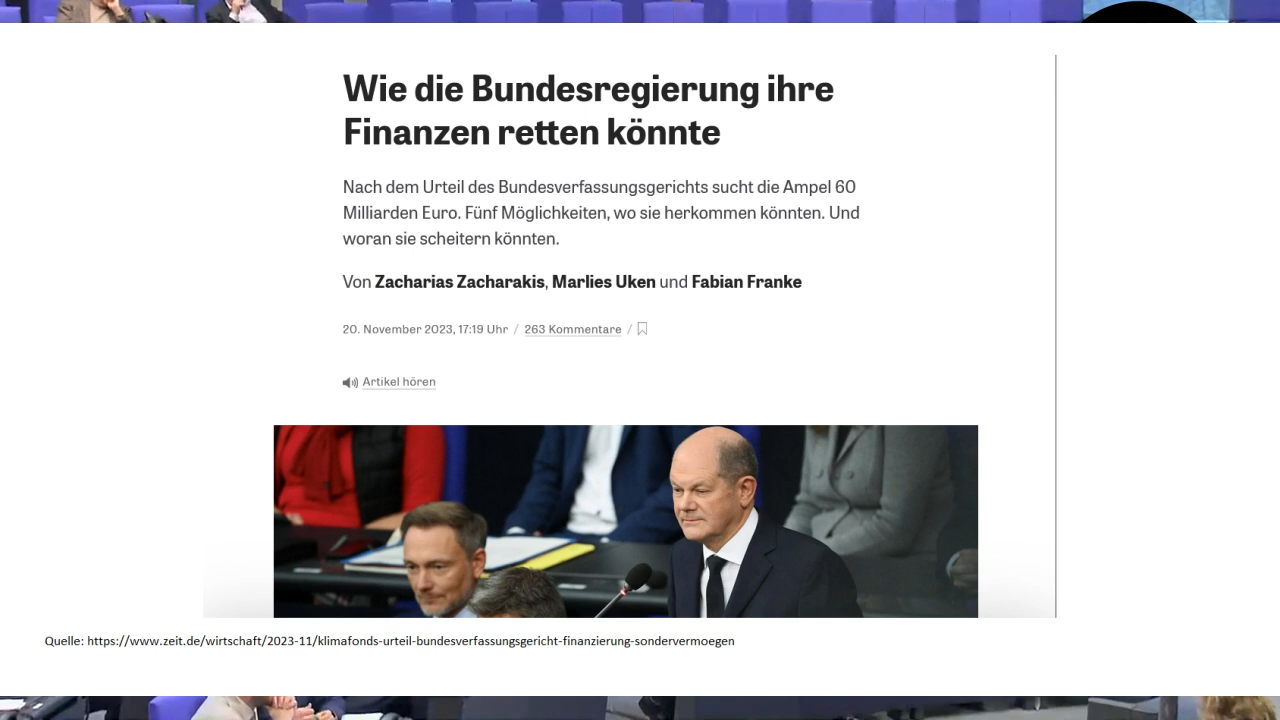 Wie die Bundesregierung ihre
Finanzen retten könnte
Nach dem Urteil des Bundesverfassungsgerichts sucht die Ampel 60
Milliarden Euro. Fünf Möglichkeiten, wo sie herkommen könnten. Und
woran sie scheitern könnten.
Von Zacharias Zacharakis, Marlies Uken und Fabian Franke
20. November 2023, 17:19 Uhr / 263 Kommentare /
Artikel hören
Quelle: https://www.zeit.de/wirtschaft/2023-11/klimafonds-urteil-bundesverfassungsgericht-finanzierung-sondervermoegen